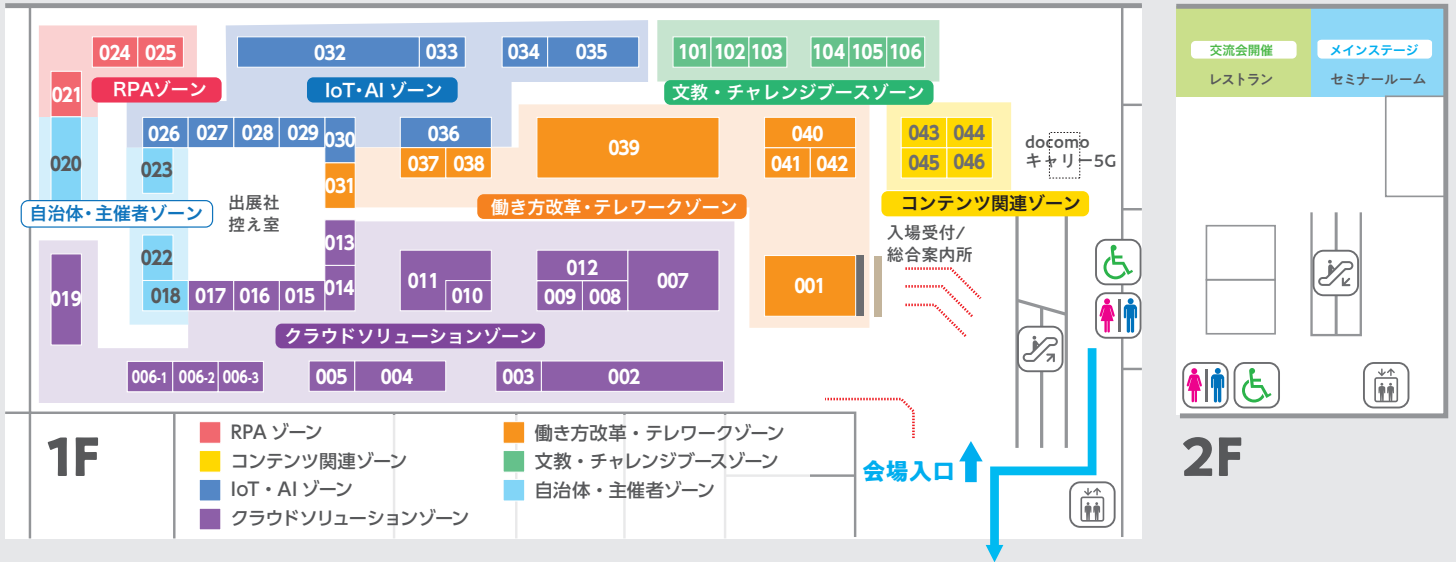 024 025
032 033
034 035
101 102 103
104 105 106
021
RPAゾーン
IoT・AI ゾーン
文教・チャレンジブースゾーン
026 027 028 029 030
036
037 038
039
040
041 042
043 044
045 046
docomo
キャリー5G
020
023
031
出展社
控え室
自治体・主催者ゾーン
働き方改革・テレワークゾーン
コンテンツ関連ゾーン
入場受付/
総合案内所
013
022
011
010
012
009 008
007
001
019
018 017 016 015 014
クラウドソリューションゾーン
006-1 006-2 006-3
005 004
003 002
1F
RPA ゾーン
コンテンツ関連ゾーン
IoT・AI ゾーン
クラウドソリューションゾーン
働き方改革・テレワークゾーン
文教・チャレンジブースゾーン
自治体・主催者ゾーン
会場入口
交流会開催
レストラン
メインステージ
セミナールーム
2F